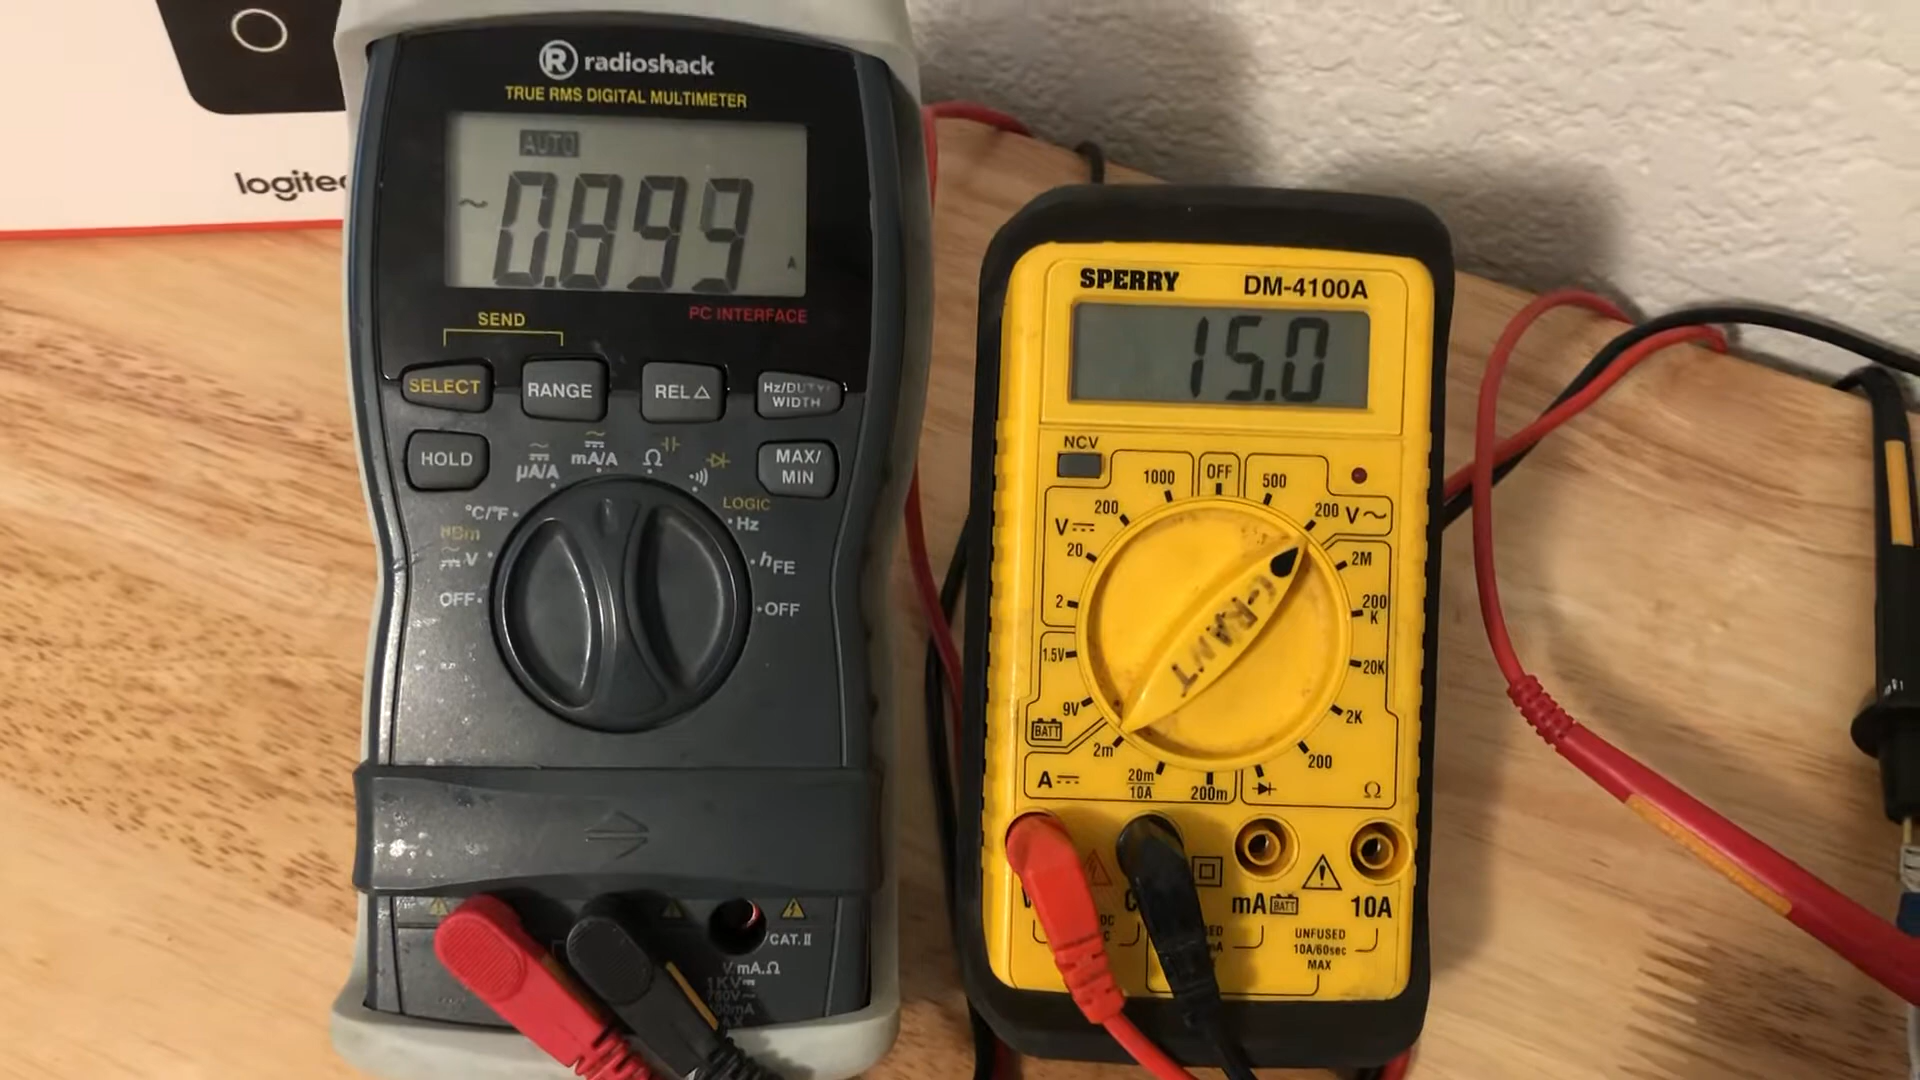 logitec
R radioshack
TRUE RMS DIGITAL MULTIMETER
AUTO
~ 0.899 A
PC INTERFACE
SEND
SELECT
RANGE
REL △
Hz/DUTY/
WIDTH
HOLD
µA/A
mA/A
Ω
MAX/
MIN
°C/°F
LOGIC
Hz
V
hFE
OFF
OFF
/CAT.II
V.mA.Ω
1KV
750V~
SPERRY DM-4100A
15.0
NCV
OFF
1000
500
200
200
V
V~
20
2M
2
200
K
1.5V
20K
9V
2K
BATT
2m
200
A
20m
10A
200m
Ω
G-RANT
mA BATT
10A
UNFUSED
10A/60sec
MAX